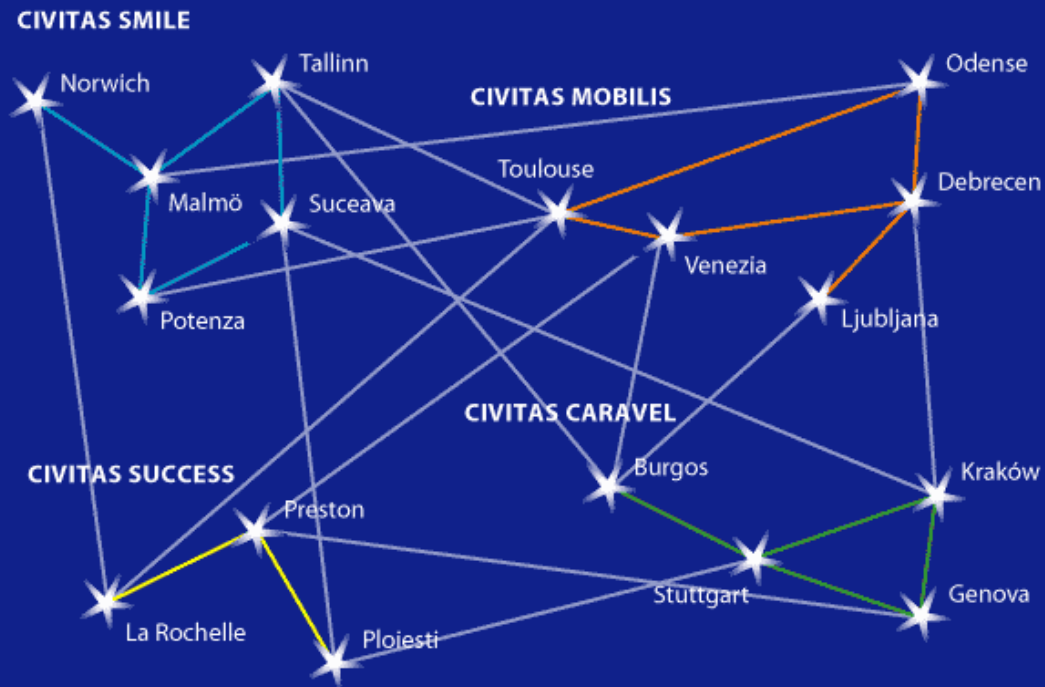 CIVITAS SMILE
Norwich
Tallinn
Odense
CIVITAS MOBILIS
Toulouse
Debrecen
Malmö
Suceava
Venezia
Potenza
Ljubljana
CIVITAS CARAVEL
CIVITAS SUCCESS
Burgos
Kraków
Preston
Stuttgart
Genova
La Rochelle
Ploiesti